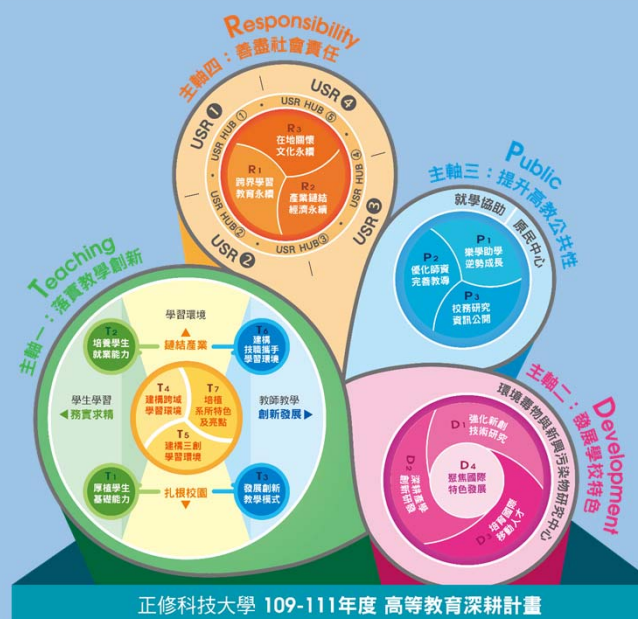 Responsibility
主軸四：善盡社會責任
USR ❶
USR ❹
USR ❸
USR ❷
USR HUB ①
USR HUB ⑤
USR HUB ④
USR HUB ③
USR HUB ②
R3
在地關懷
文化永續
R1
跨界學習
教育永續
R2
產業鏈結
經濟永續
Public
主軸三：提升高教公共性
就學協助
原民中心
P1
樂學助學
逆勢成長
P2
優化師資
完善教導
P3
校務研究
資訊公開
Teaching
主軸一：落實教學創新
學習環境
鏈結產業
T2
培養學生
就業能力
T6
建構
技職攜手
學習環境
學生學習
務實求精
T4
建構跨域
學習環境
T7
培植
系所特色
及亮點
T5
建構三創
學習環境
教師教學
創新發展
T1
厚植學生
基礎能力
T3
發展創新
教學模式
扎根校園
Development
主軸二：發展學校特色
環境毒物與新興污染物研究中心
D1
強化新創
技術研究
D2
深耕產學
創新研發
D4
聚焦國際
特色發展
D3
培育國際
移動人才
正修科技大學 109-111年度 高等教育深耕計畫